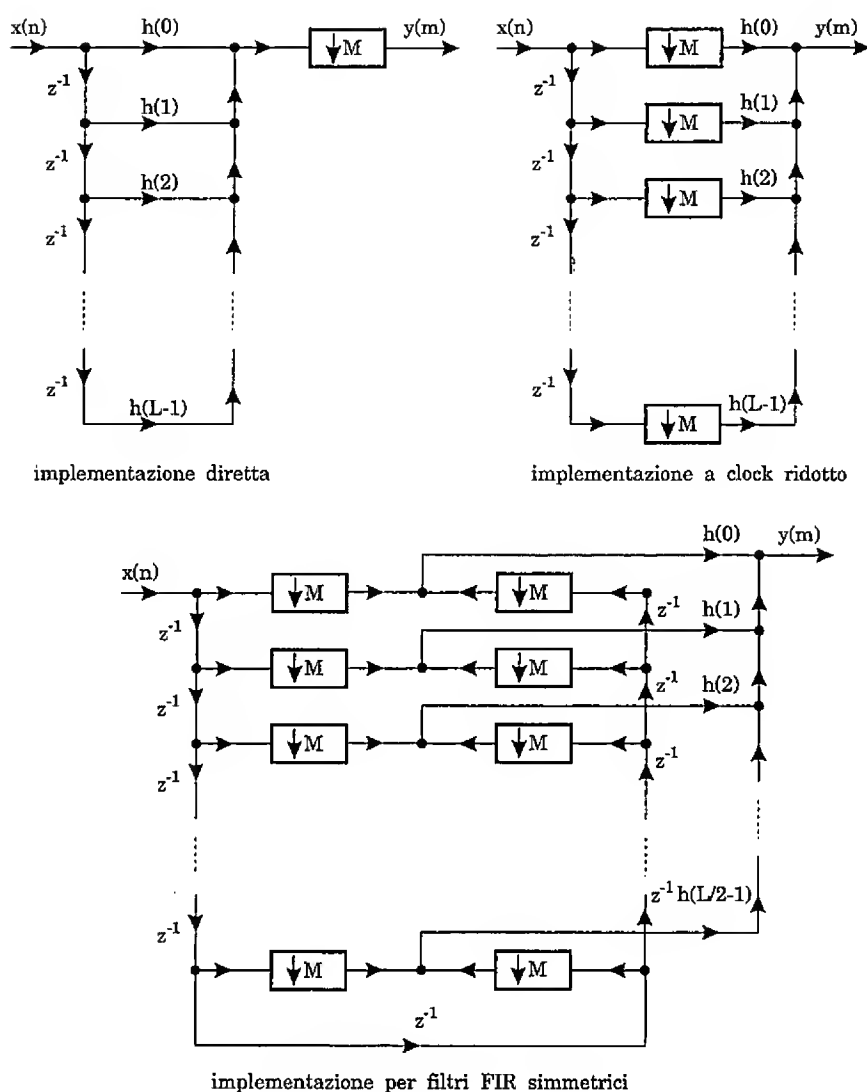 x(n) h(0) y(m)
↓M
z⁻¹
h(1)
z⁻¹
h(2)
z⁻¹
z⁻¹
h(L-1)
implementazione diretta
x(n) h(0) y(m)
↓M
z⁻¹
h(1)
↓M
z⁻¹
h(2)
↓M
z⁻¹
z⁻¹
h(L-1)
↓M
implementazione a clock ridotto
h(0) y(m)
x(n)
↓M ↓M
z⁻¹ z⁻¹
h(1)
↓M ↓M
z⁻¹ z⁻¹
h(2)
↓M ↓M
z⁻¹ z⁻¹
z⁻¹ h(L/2-1)
z⁻¹
↓M ↓M
z⁻¹
implementazione per filtri FIR simmetrici